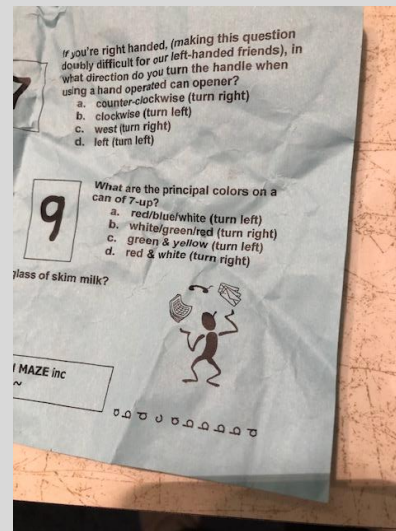 7
If you're right handed, (making this question
doubly difficult for our left-handed friends), in
what direction do you turn the handle when
using a hand operated can opener?
a. counter-clockwise (turn right)
b. clockwise (turn left)
c. west (turn right)
d. left (turn left)
9
What are the principal colors on a
can of 7-up?
a. red/blue/white (turn left)
b. white/green/red (turn right)
c. green & yellow (turn left)
d. red & white (turn right)
glass of skim milk?
MAZE inc
~